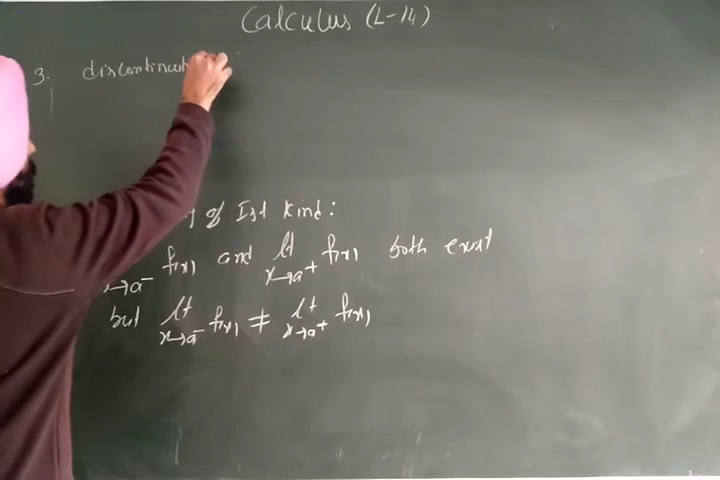 Calculus (L-14)
3. discontinuit
y of Ist Kind:
x→a⁻ f(x) and lt x→a⁺ f(x) both exist
but lt x→a⁻ f(x) ≠ lt x→a⁺ f(x)